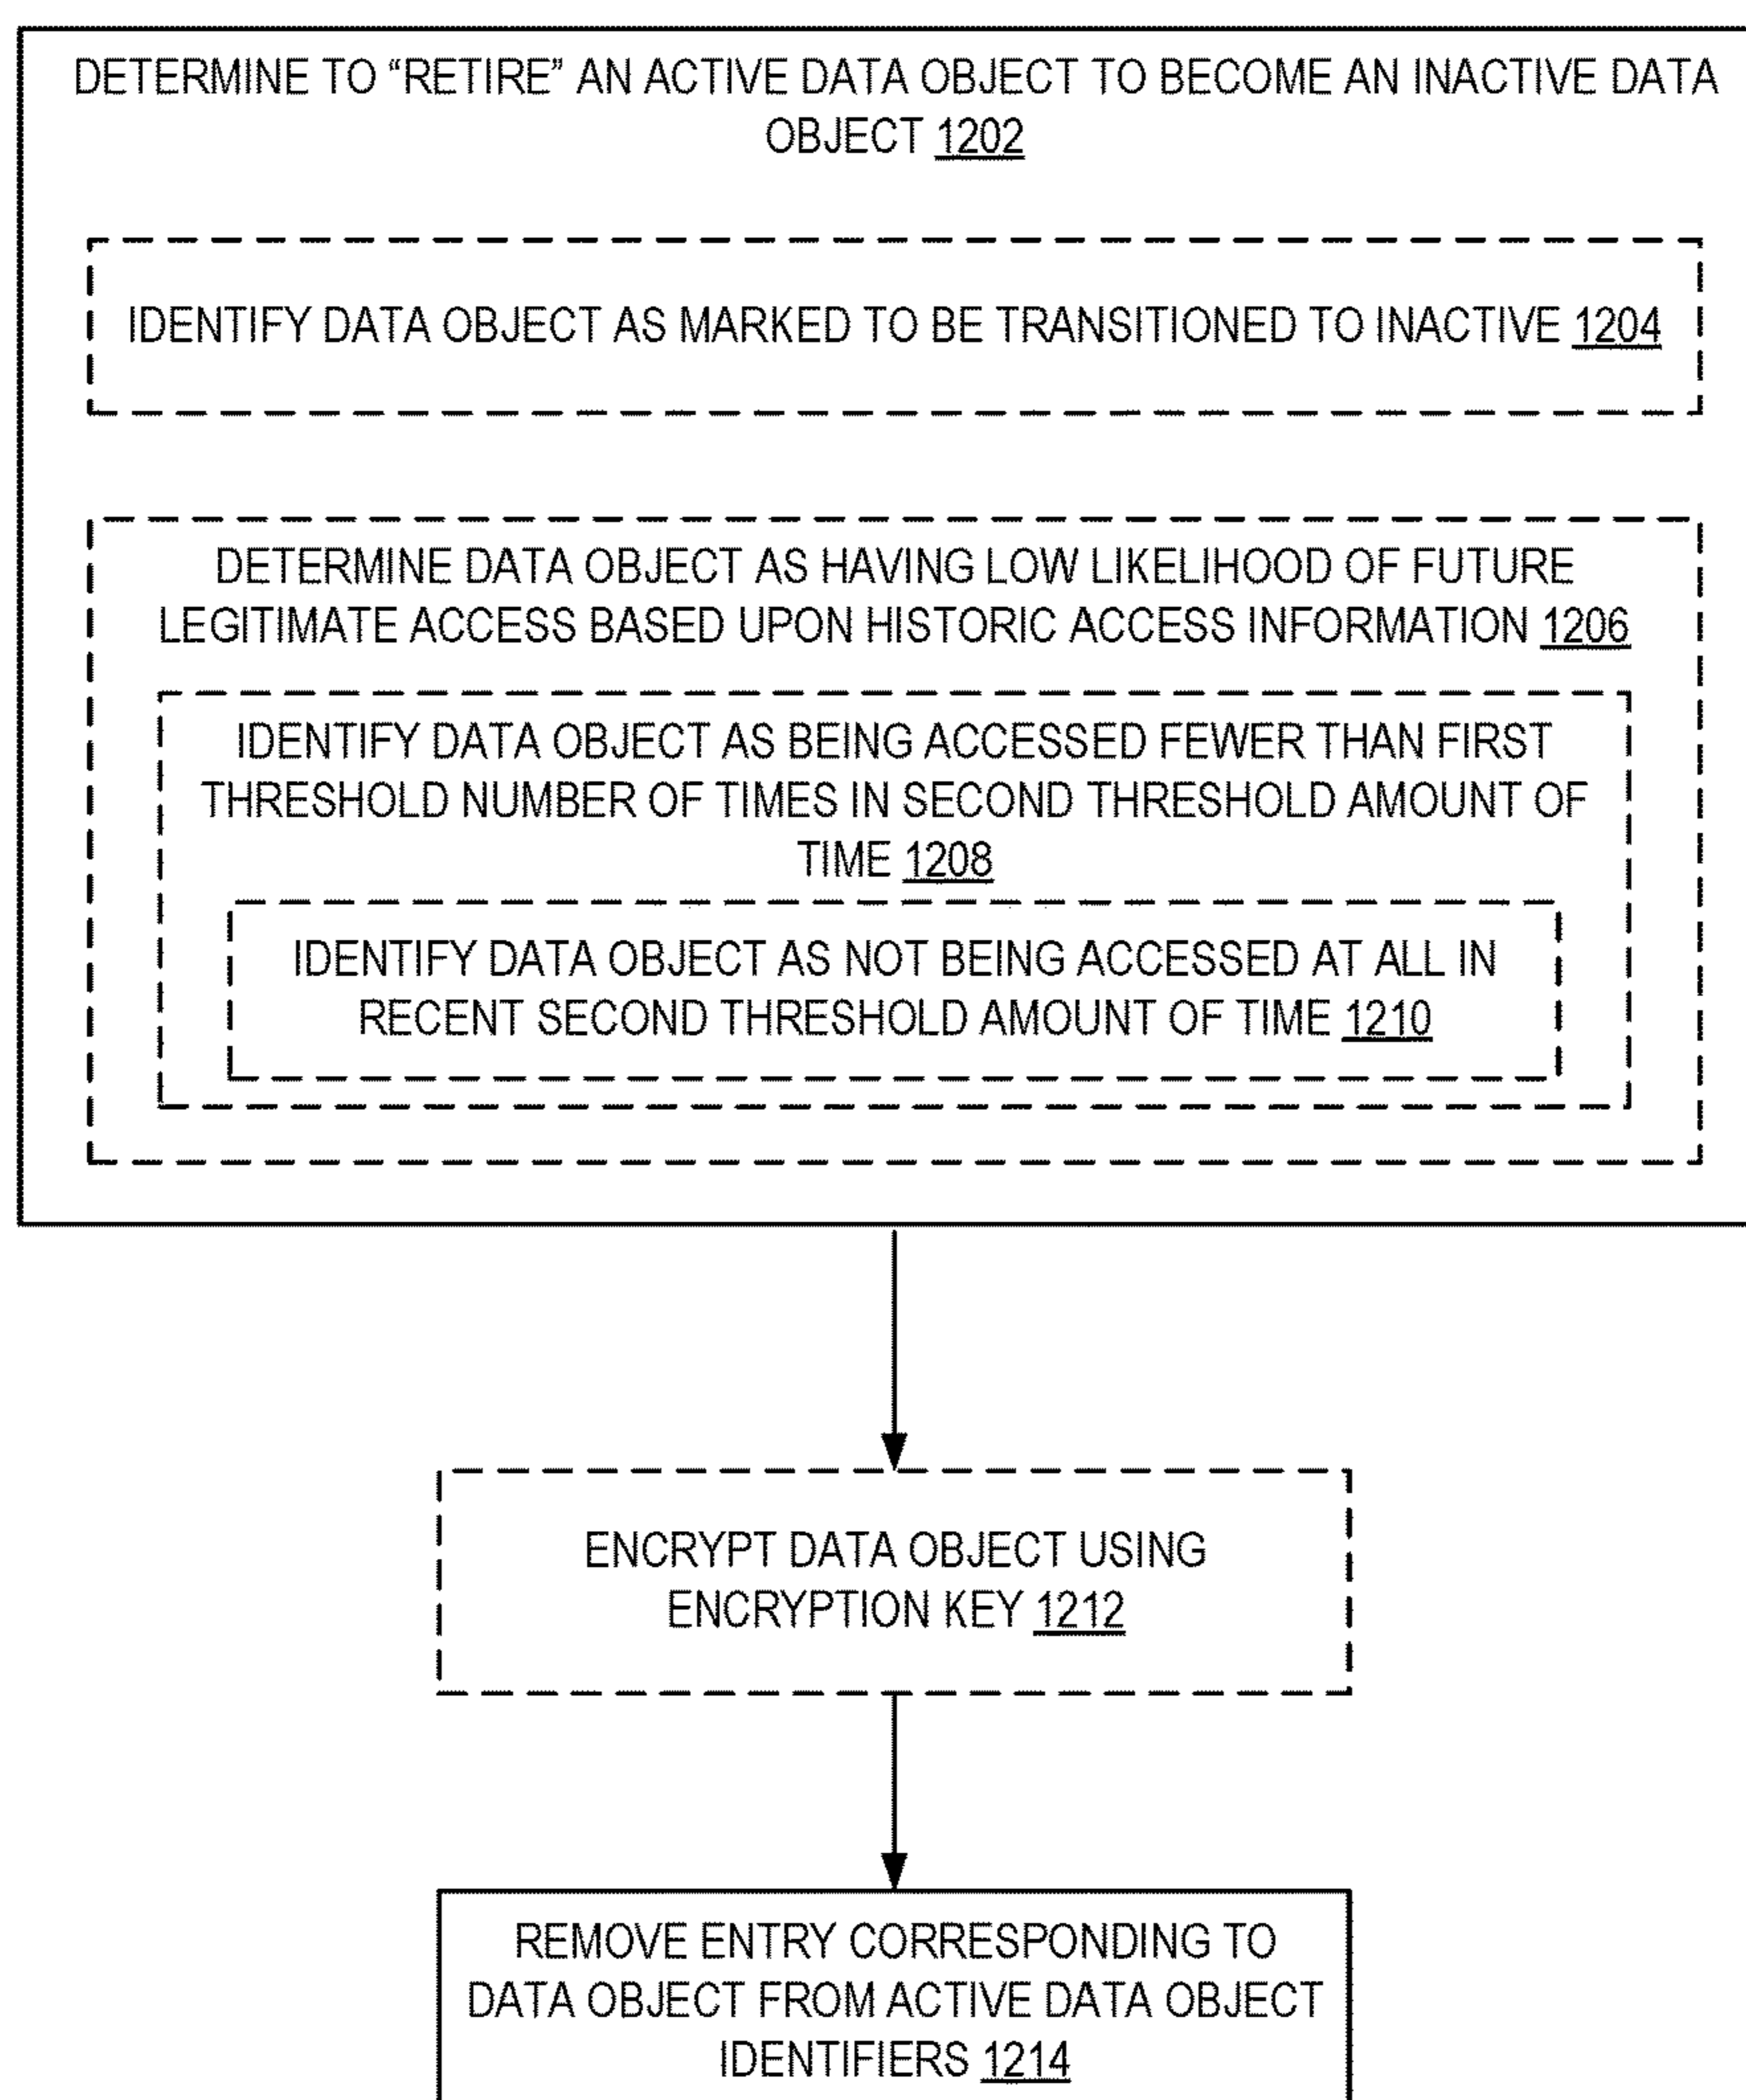 DETERMINE TO “RETIRE” AN ACTIVE DATA OBJECT TO BECOME AN INACTIVE DATA
OBJECT 1202
IDENTIFY DATA OBJECT AS MARKED TO BE TRANSITIONED TO INACTIVE 1204
DETERMINE DATA OBJECT AS HAVING LOW LIKELIHOOD OF FUTURE
LEGITIMATE ACCESS BASED UPON HISTORIC ACCESS INFORMATION 1206
IDENTIFY DATA OBJECT AS BEING ACCESSED FEWER THAN FIRST
THRESHOLD NUMBER OF TIMES IN SECOND THRESHOLD AMOUNT OF
TIME 1208
IDENTIFY DATA OBJECT AS NOT BEING ACCESSED AT ALL IN
RECENT SECOND THRESHOLD AMOUNT OF TIME 1210
ENCRYPT DATA OBJECT USING
ENCRYPTION KEY 1212
REMOVE ENTRY CORRESPONDING TO
DATA OBJECT FROM ACTIVE DATA OBJECT
IDENTIFIERS 1214